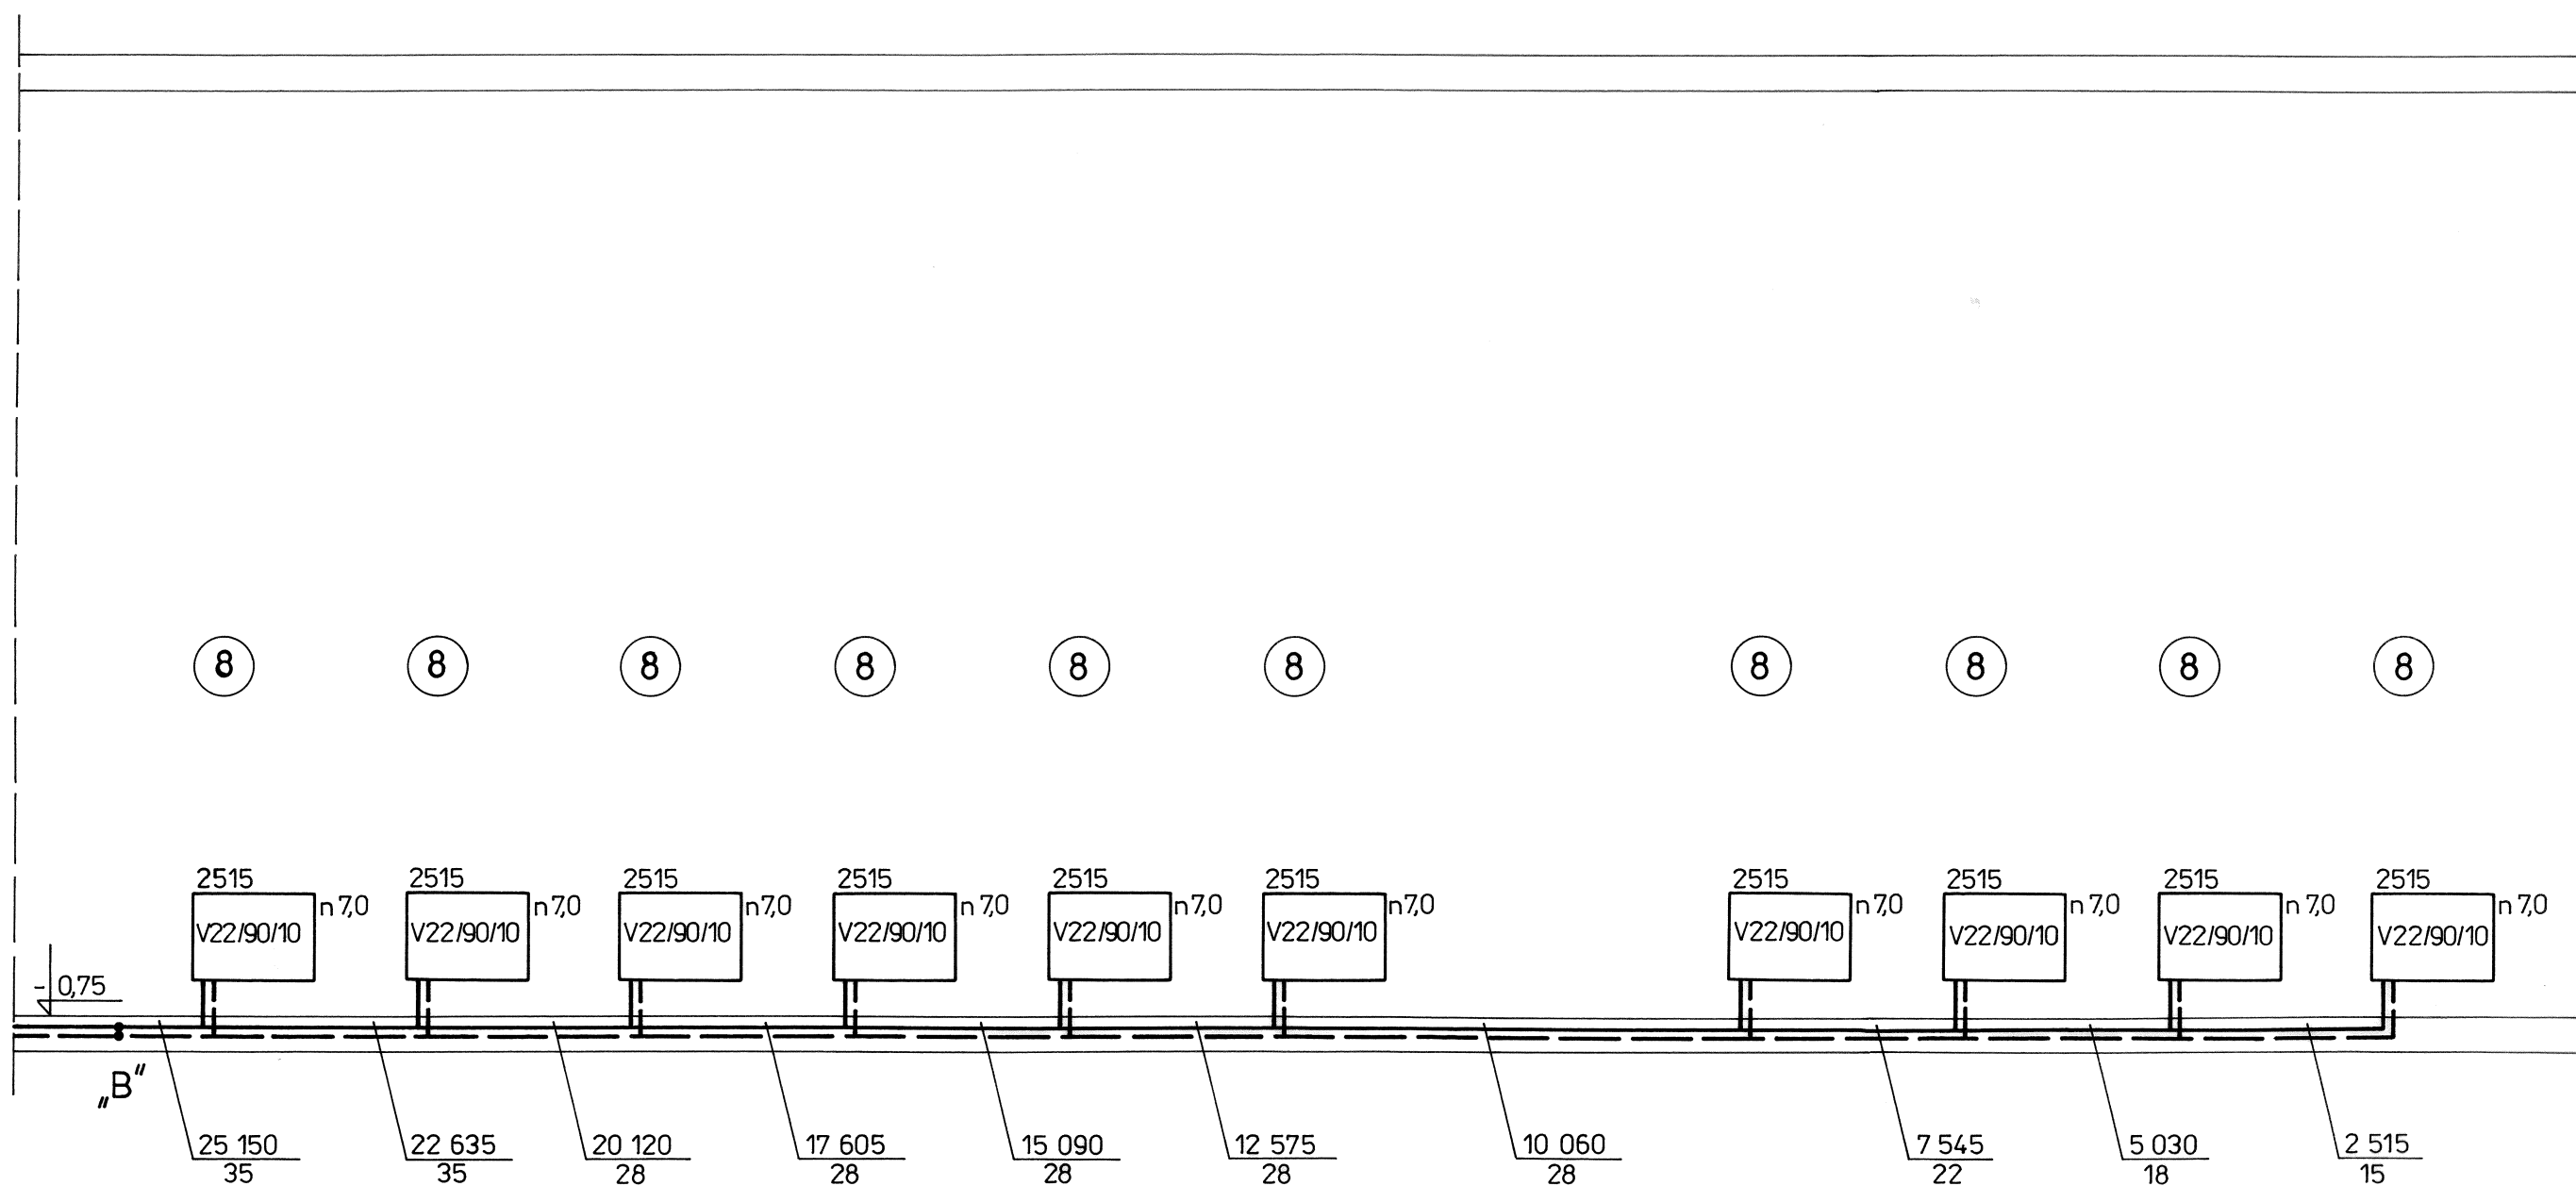 8 8 8 8 8 8 8 8 8 8
2515 2515 2515 2515 2515 2515 2515 2515 2515 2515
n 7,0 n 7,0 n 7,0 n 7,0 n 7,0 n 7,0 n 7,0 n 7,0 n 7,0 n 7,0
V22/90/10 V22/90/10 V22/90/10 V22/90/10 V22/90/10 V22/90/10 V22/90/10 V22/90/10 V22/90/10 V22/90/10
-0,75
„B"
25 150 22 635 20 120 17 605 15 090 12 575 10 060 7 545 5 030 2 515
35 35 28 28 28 28 28 22 18 15